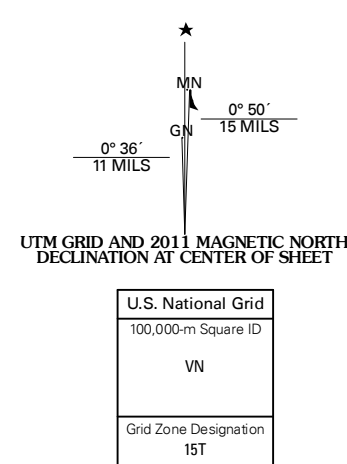 MN
0° 50´
15 MILS
GN
0° 36´
11 MILS
UTM GRID AND 2011 MAGNETIC NORTH
DECLINATION AT CENTER OF SHEET
U.S. National Grid
100,000-m Square ID
VN
Grid Zone Designation
15T